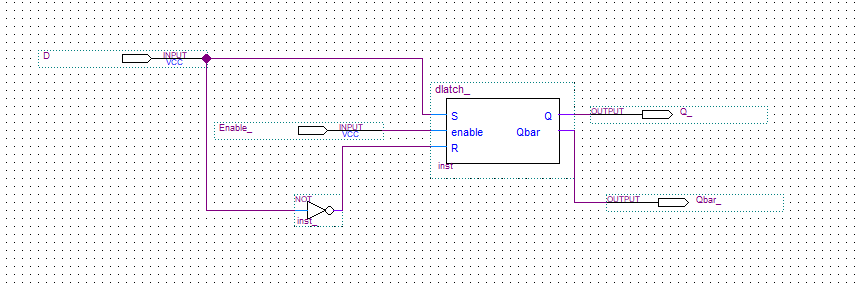 D
INPUT
VCC
dlatch_
S
Q
OUTPUT
Q_
Enable_
INPUT
VCC
enable
Qbar
R
inst
NOT
inst_
OUTPUT
Qbar_